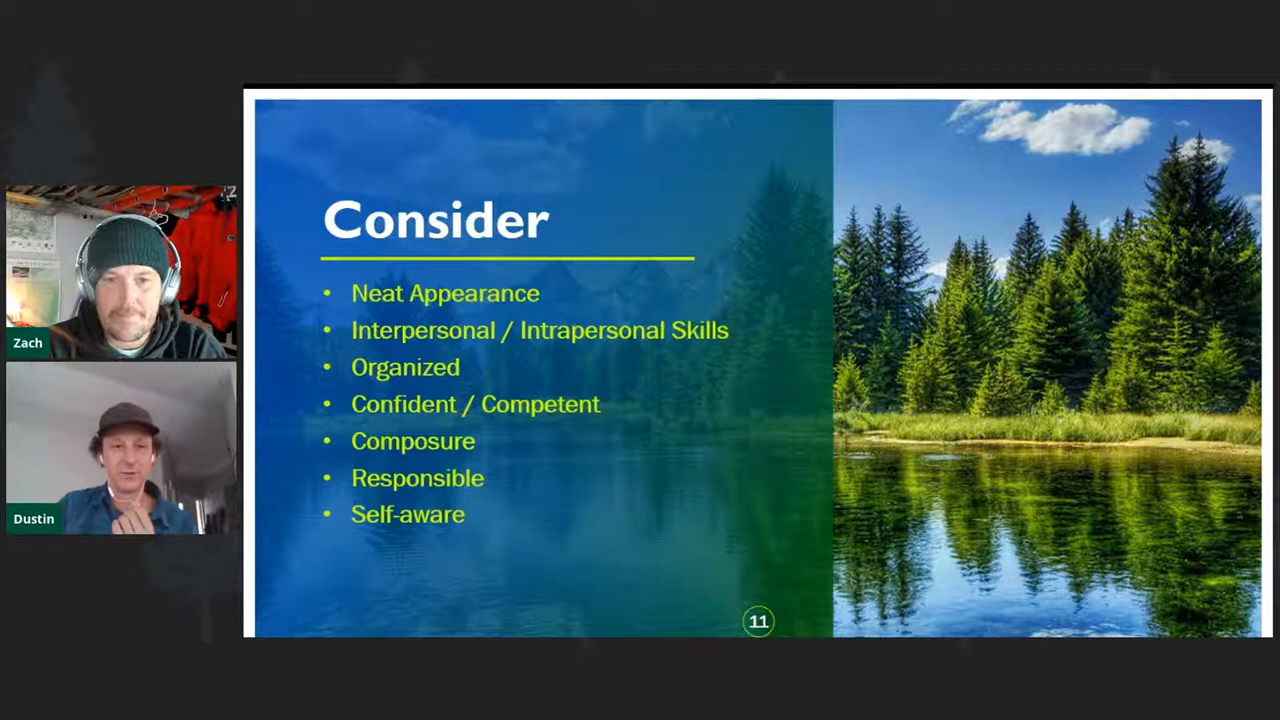 Zach
Dustin
Consider
• Neat Appearance
• Interpersonal / Intrapersonal Skills
• Organized
• Confident / Competent
• Composure
• Responsible
• Self-aware
11